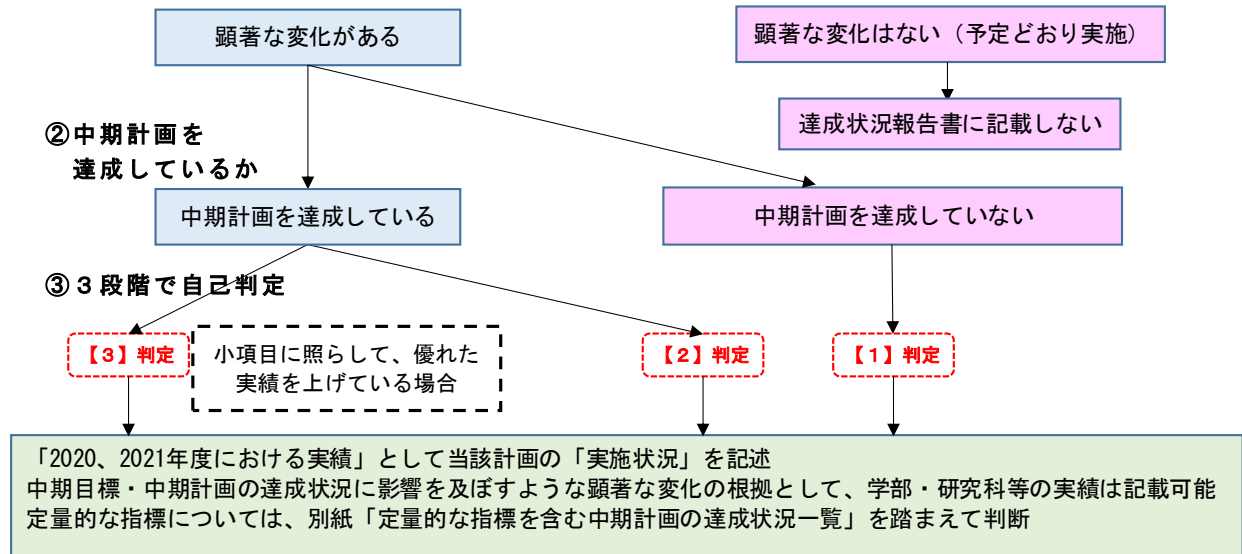 顕著な変化がある
顕著な変化はない（予定どおり実施）
達成状況報告書に記載しない
②中期計画を
達成しているか
中期計画を達成している
中期計画を達成していない
③３段階で自己判定
【３】判定
小項目に照らして、優れた
実績を上げている場合
【２】判定
【１】判定
「2020、2021年度における実績」として当該計画の「実施状況」を記述
中期目標・中期計画の達成状況に影響を及ぼすような顕著な変化の根拠として、学部・研究科等の実績は記載可能
定量的な指標については、別紙「定量的な指標を含む中期計画の達成状況一覧」を踏まえて判断